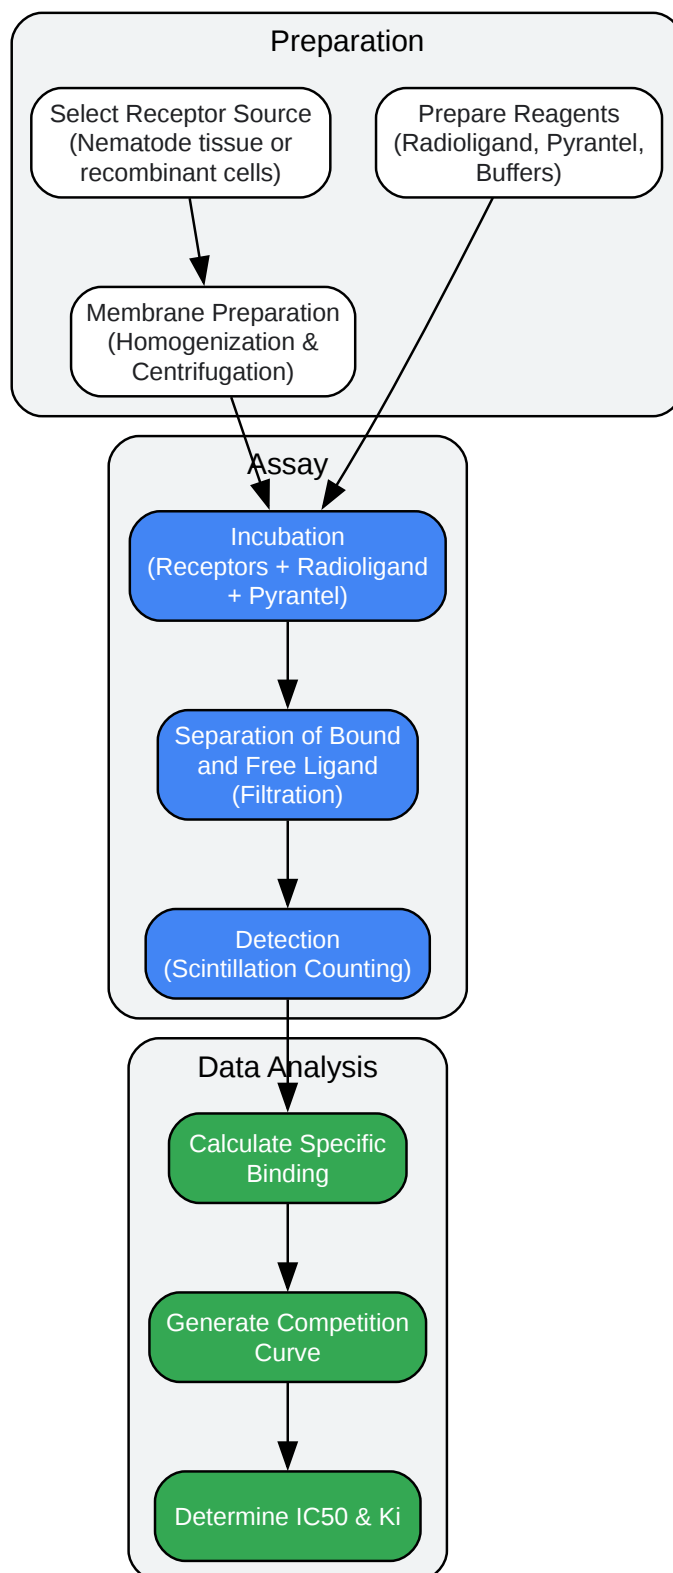 Preparation
Select Receptor Source
(Nematode tissue or
recombinant cells)
Prepare Reagents
(Radioligand, Pyrantel,
Buffers)
Membrane Preparation
(Homogenization &
Centrifugation)
Assay
Incubation
(Receptors + Radioligand
+ Pyrantel)
Separation of Bound
and Free Ligand
(Filtration)
Detection
(Scintillation Counting)
Data Analysis
Calculate Specific
Binding
Generate Competition
Curve
Determine IC50 & Ki